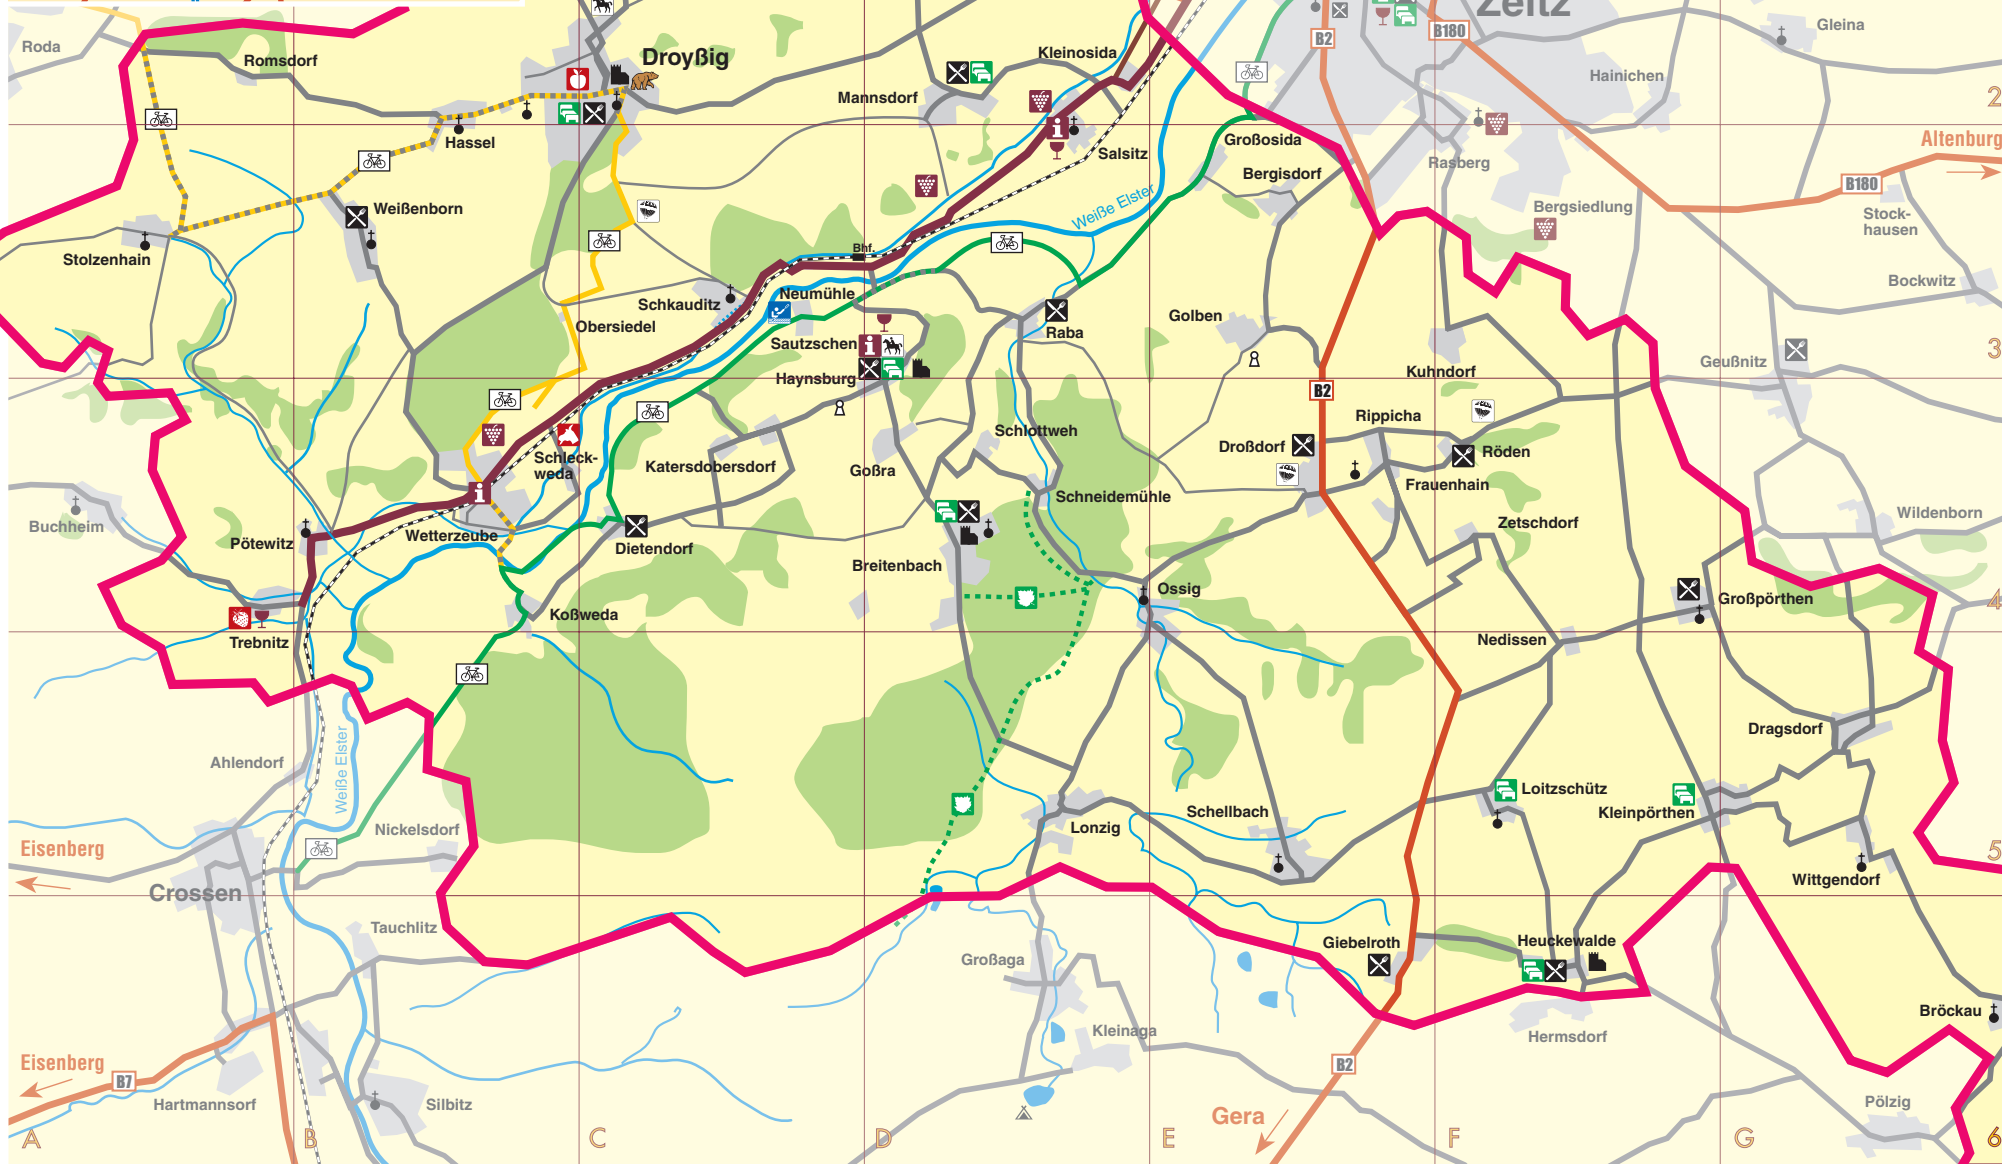 Zeitz
Roda
Romsdorf
Droyßig
Kleinosida
B2
B180
Gleina
Hainichen
Mannsdorf
2
Hassel
Salsitz
Großosida
Rasberg
Altenburg
B180
Weißenborn
Bergisdorf
Weiße Elster
Bergsiedlung
Stock-
hausen
Stolzenhain
Bhf.
Bockwitz
Schkauditz
Neumühle
Obersiedel
Raba
Golben
Sautzschen
3
Geußnitz
Haynsburg
Kuhndorf
B2
Rippicha
Schlottweh
Droßdorf
Röden
Schleck-
weda
Katersdobersdorf
Goßra
Frauenhain
Schneidemühle
Buchheim
Wildenborn
Zetschdorf
Pötewitz
Wetterzeube
Dietendorf
Breitenbach
Ossig
Großpörthen
4
Koßweda
Trebnitz
Nedissen
Dragsdorf
Ahlendorf
Weiße Elster
Loitzschütz
Kleinpörthen
Schellbach
Nickelsdorf
Lonzig
Eisenberg
5
Wittgendorf
Crossen
Tauchlitz
Giebelroth
Heuckewalde
Großaga
Bröckau
Kleinaga
Hermsdorf
Eisenberg
B7
B2
Hartmannsorf
Silbitz
Gera
Pölzig
A
B
C
D
E
F
G
6